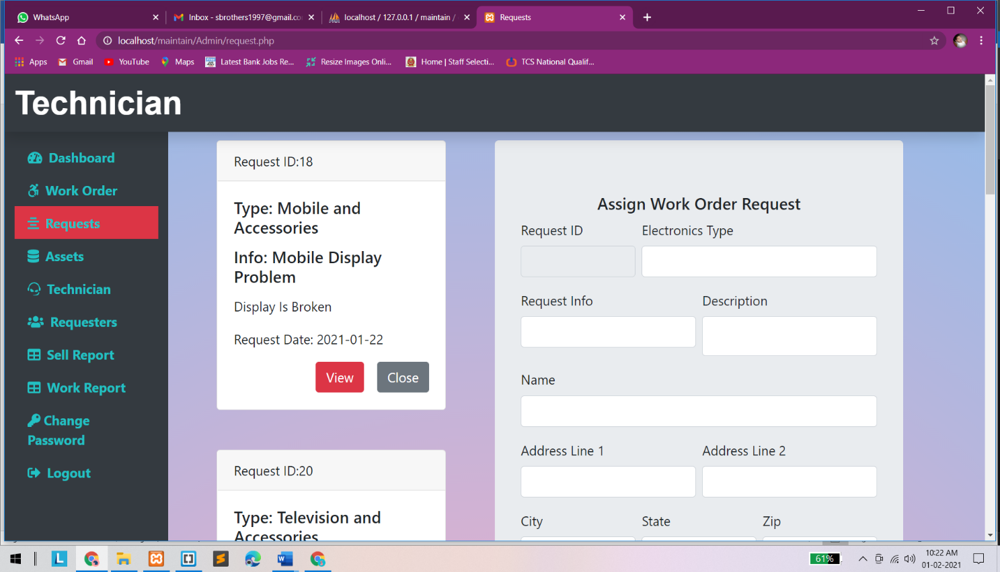 WhatsApp
Inbox - sbrothers1997@gmail.co
localhost / 127.0.0.1 / maintain /
Requests
localhost/maintain/Admin/request.php
Apps
Gmail
YouTube
Maps
Latest Bank Jobs Re...
Resize Images Onli...
Home | Staff Selecti...
TCS National Qualif...
Technician
Dashboard
Work Order
Requests
Assets
Technician
Requesters
Sell Report
Work Report
Change
Password
Logout
Request ID:18
Type: Mobile and
Accessories
Info: Mobile Display
Problem
Display Is Broken
Request Date: 2021-01-22
View Close
Request ID:20
Type: Television and
Accessories
Assign Work Order Request
Request ID Electronics Type
Request Info Description
Name
Address Line 1 Address Line 2
City State Zip
61%
10:22 AM
01-02-2021